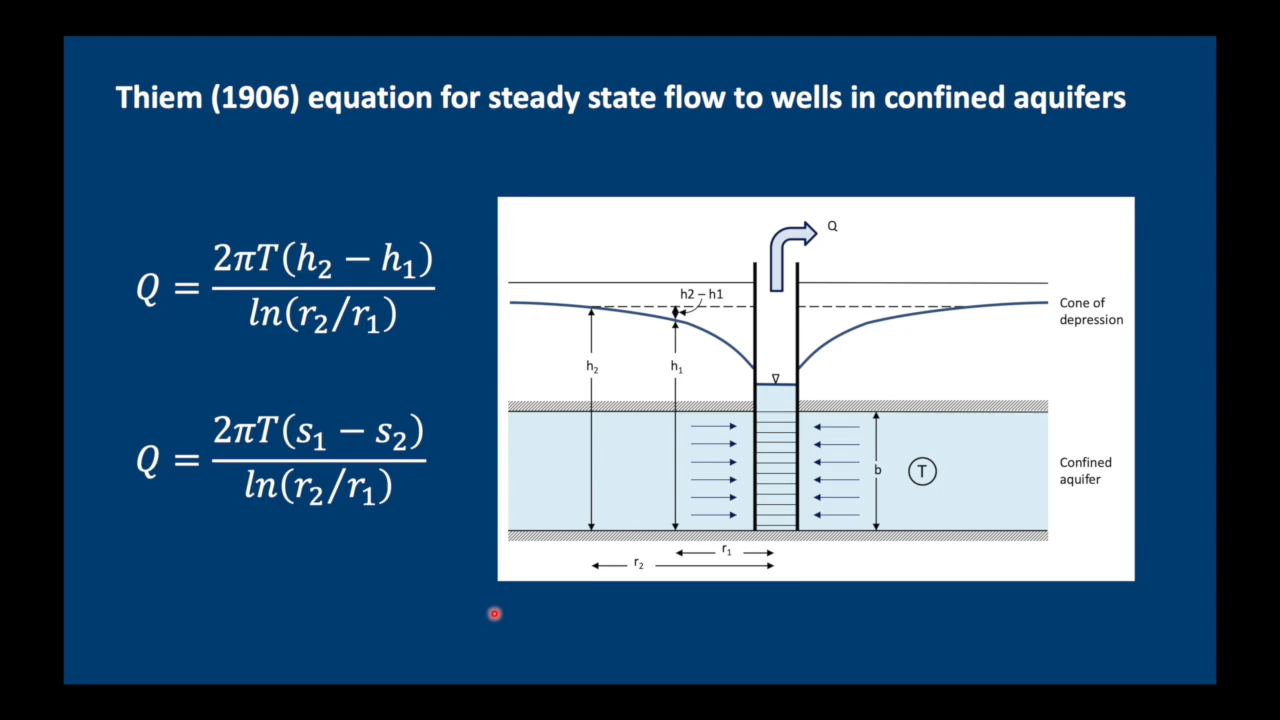 Thiem (1906) equation for steady state flow to wells in confined aquifers
Q = 2πT(h₂ − h₁) / ln(r₂/r₁)
Q = 2πT(s₁ − s₂) / ln(r₂/r₁)
Q
h2 – h1
Cone of
depression
h₂
h₁
b
T
Confined
aquifer
r₁
r₂